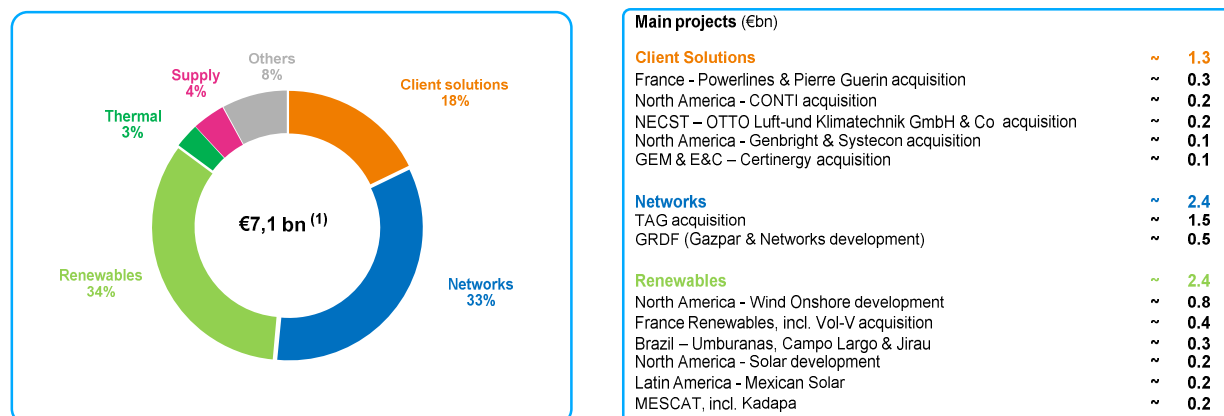 Others
8%
Supply
4%
Client solutions
18%
Thermal
3%
€7,1 bn (1)
Renewables
34%
Networks
33%
Main projects (€bn)
Client Solutions ~ 1.3
France - Powerlines & Pierre Guerin acquisition ~ 0.3
North America - CONTI acquisition ~ 0.2
NECST – OTTO Luft-und Klimatechnik GmbH & Co acquisition ~ 0.2
North America - Genbright & Systecon acquisition ~ 0.1
GEM & E&C – Certinergy acquisition ~ 0.1
Networks ~ 2.4
TAG acquisition ~ 1.5
GRDF (Gazpar & Networks development) ~ 0.5
Renewables ~ 2.4
North America - Wind Onshore development ~ 0.8
France Renewables, incl. Vol-V acquisition ~ 0.4
Brazil – Umburanas, Campo Largo & Jirau ~ 0.3
North America - Solar development ~ 0.2
Latin America - Mexican Solar ~ 0.2
MESCAT, incl. Kadapa ~ 0.2